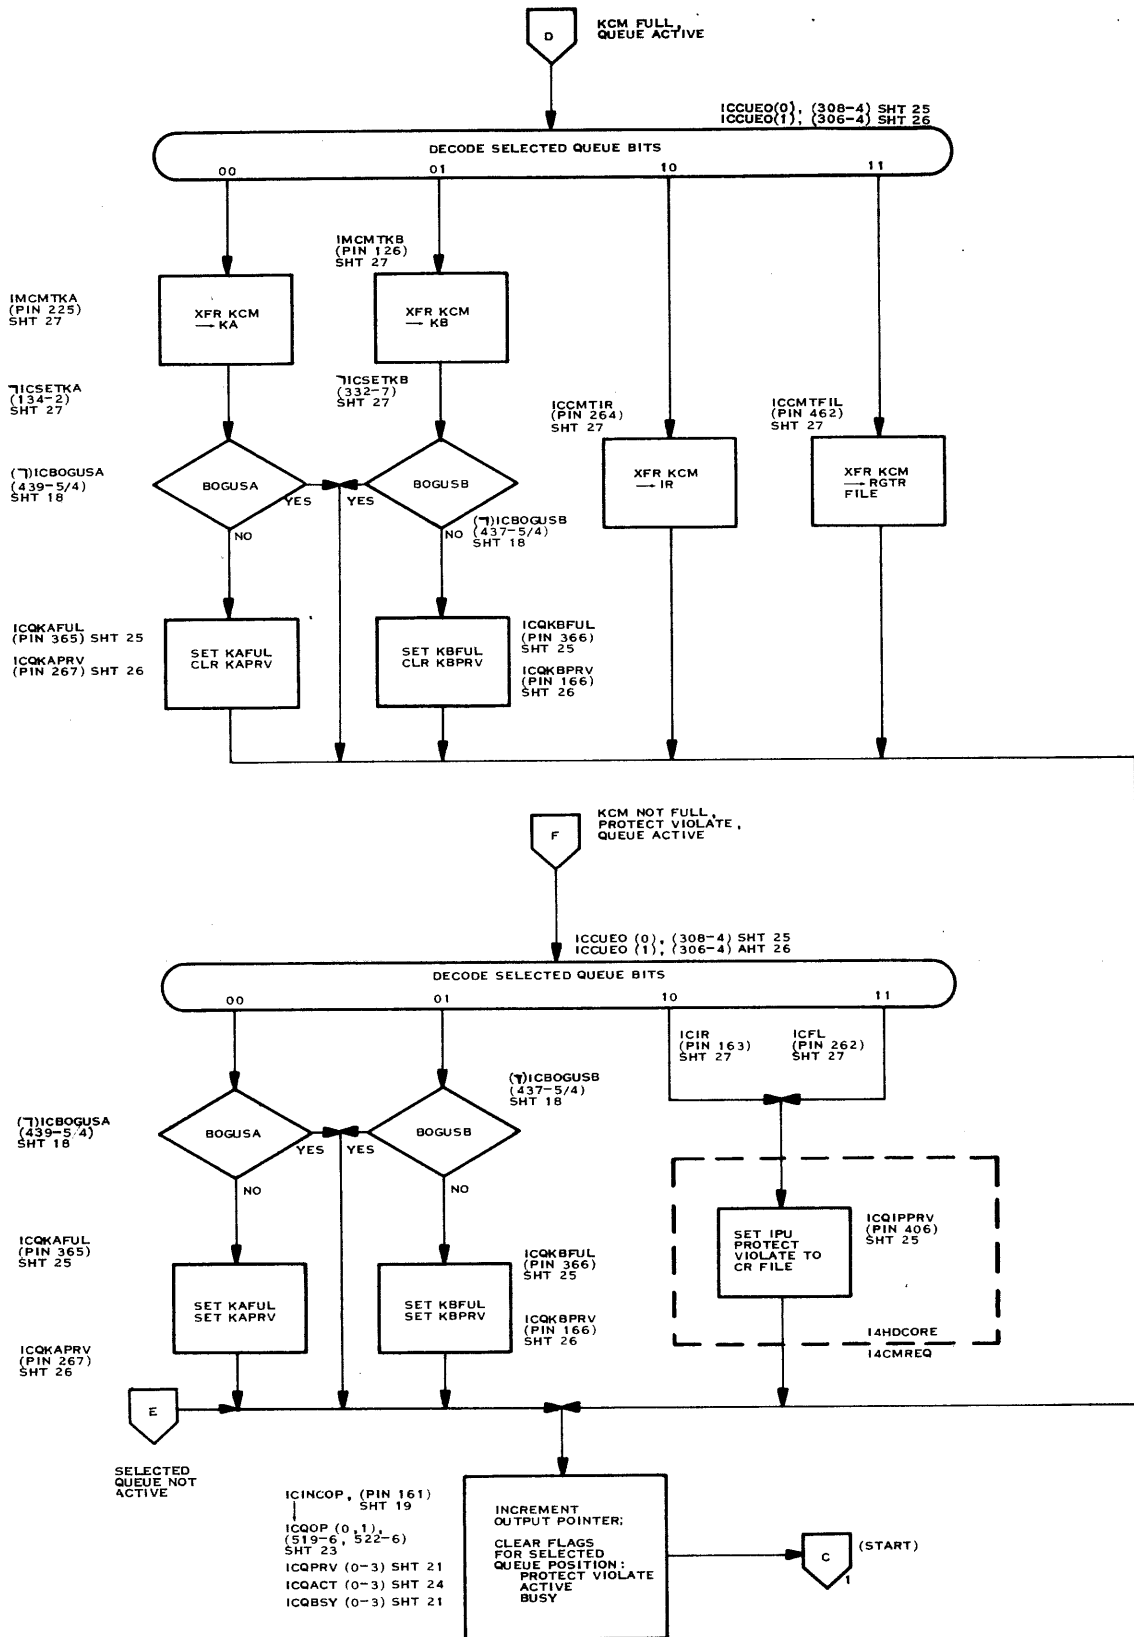 D
KCM FULL,
QUEUE ACTIVE
ICCUEO(0), (308-4) SHT 25
ICCUEO(1), (306-4) SHT 26
DECODE SELECTED QUEUE BITS
00
01
10
11
IMCMTKB
(PIN 126)
SHT 27
IMCMTKA
(PIN 225)
SHT 27
XFR KCM
→ KA
XFR KCM
→ KB
¬ICSETKA
(134-2)
SHT 27
¬ICSETKB
(332-7)
SHT 27
ICCMTIR
(PIN 264)
SHT 27
ICCMTFIL
(PIN 462)
SHT 27
XFR KCM
→ IR
XFR KCM
→ RGTR
FILE
(¬)ICBOGUSA
(439-5/4)
SHT 18
BOGUSA
YES
YES
BOGUSB
NO
NO
(¬)ICBOGUSB
(437-5/4)
SHT 18
ICQKAFUL
(PIN 365) SHT 25
ICQKAPRV
(PIN 267) SHT 26
SET KAFUL
CLR KAPRV
SET KBFUL
CLR KBPRV
ICQKBFUL
(PIN 366)
SHT 25
ICQKBPRV
(PIN 166)
SHT 26
F
KCM NOT FULL,
PROTECT VIOLATE,
QUEUE ACTIVE
ICCUEO (0), (308-4) SHT 25
ICCUEO (1), (306-4) AHT 26
DECODE SELECTED QUEUE BITS
00
01
10
11
ICIR
(PIN 163)
SHT 27
ICFL
(PIN 262)
SHT 27
(¬)ICBOGUSB
(437-5/4)
SHT 18
(¬)ICBOGUSA
(439-5/4)
SHT 18
BOGUSA
YES
YES
BOGUSB
NO
NO
SET IPU
PROTECT
VIOLATE TO
CR FILE
ICQIPPRV
(PIN 406)
SHT 25
ICQKAFUL
(PIN 365)
SHT 25
ICQKBFUL
(PIN 366)
SHT 25
SET KAFUL
SET KAPRV
SET KBFUL
SET KBPRV
ICQKBPRV
(PIN 166)
SHT 26
I4HDCORE
I4CMREQ
ICQKAPRV
(PIN 267)
SHT 26
E
SELECTED
QUEUE NOT
ACTIVE
ICINCOP, (PIN 161)
SHT 19
ICQOP (0,1),
(519-6, 522-6)
SHT 23
ICQPRV (0-3) SHT 21
ICQACT (0-3) SHT 24
ICQBSY (0-3) SHT 21
INCREMENT
OUTPUT POINTER;
CLEAR FLAGS
FOR SELECTED
QUEUE POSITION:
PROTECT VIOLATE
ACTIVE
BUSY
C
(START)
1